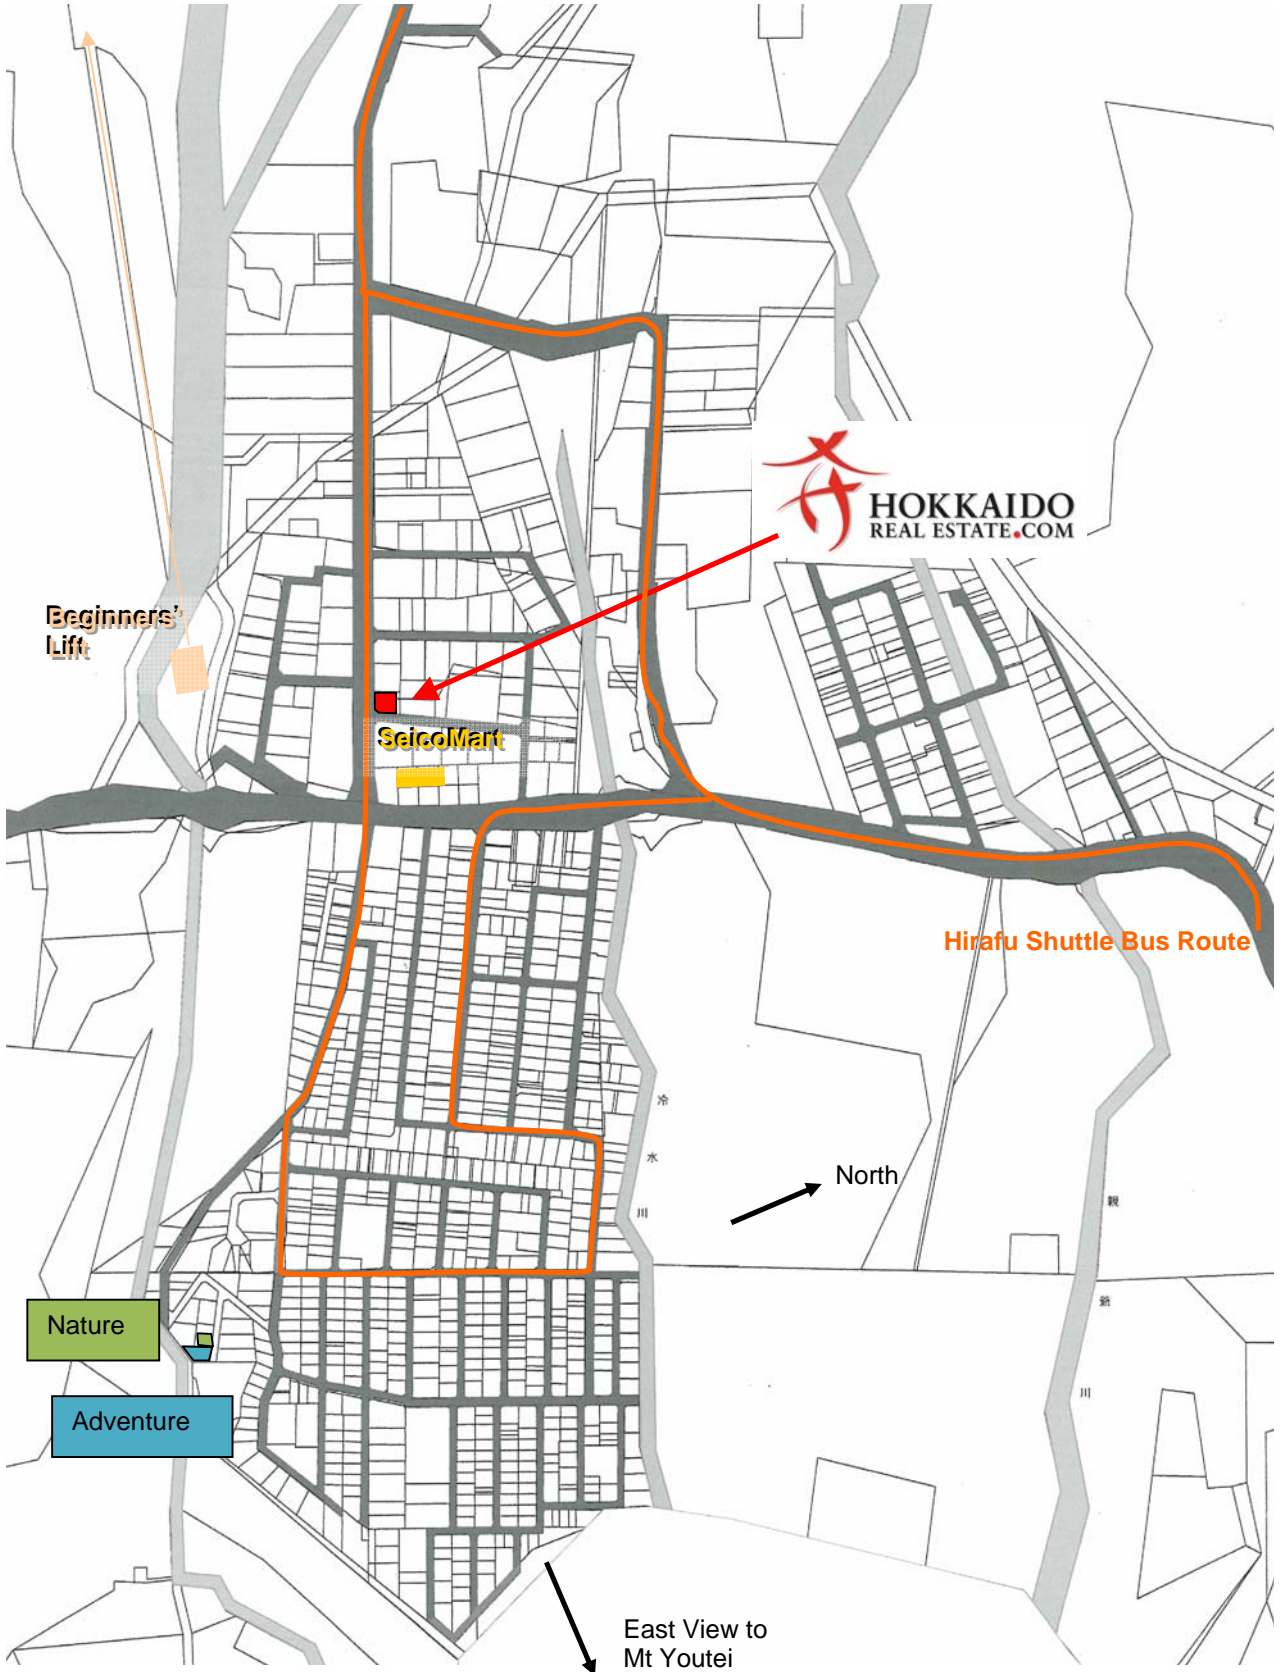 HOKKAIDO
REAL ESTATE.COM
Beginners'
Lift
SeicoMart
Hirafu Shuttle Bus Route
冷
水
川
North
親
爺
川
Nature
Adventure
East View to
Mt Youtei